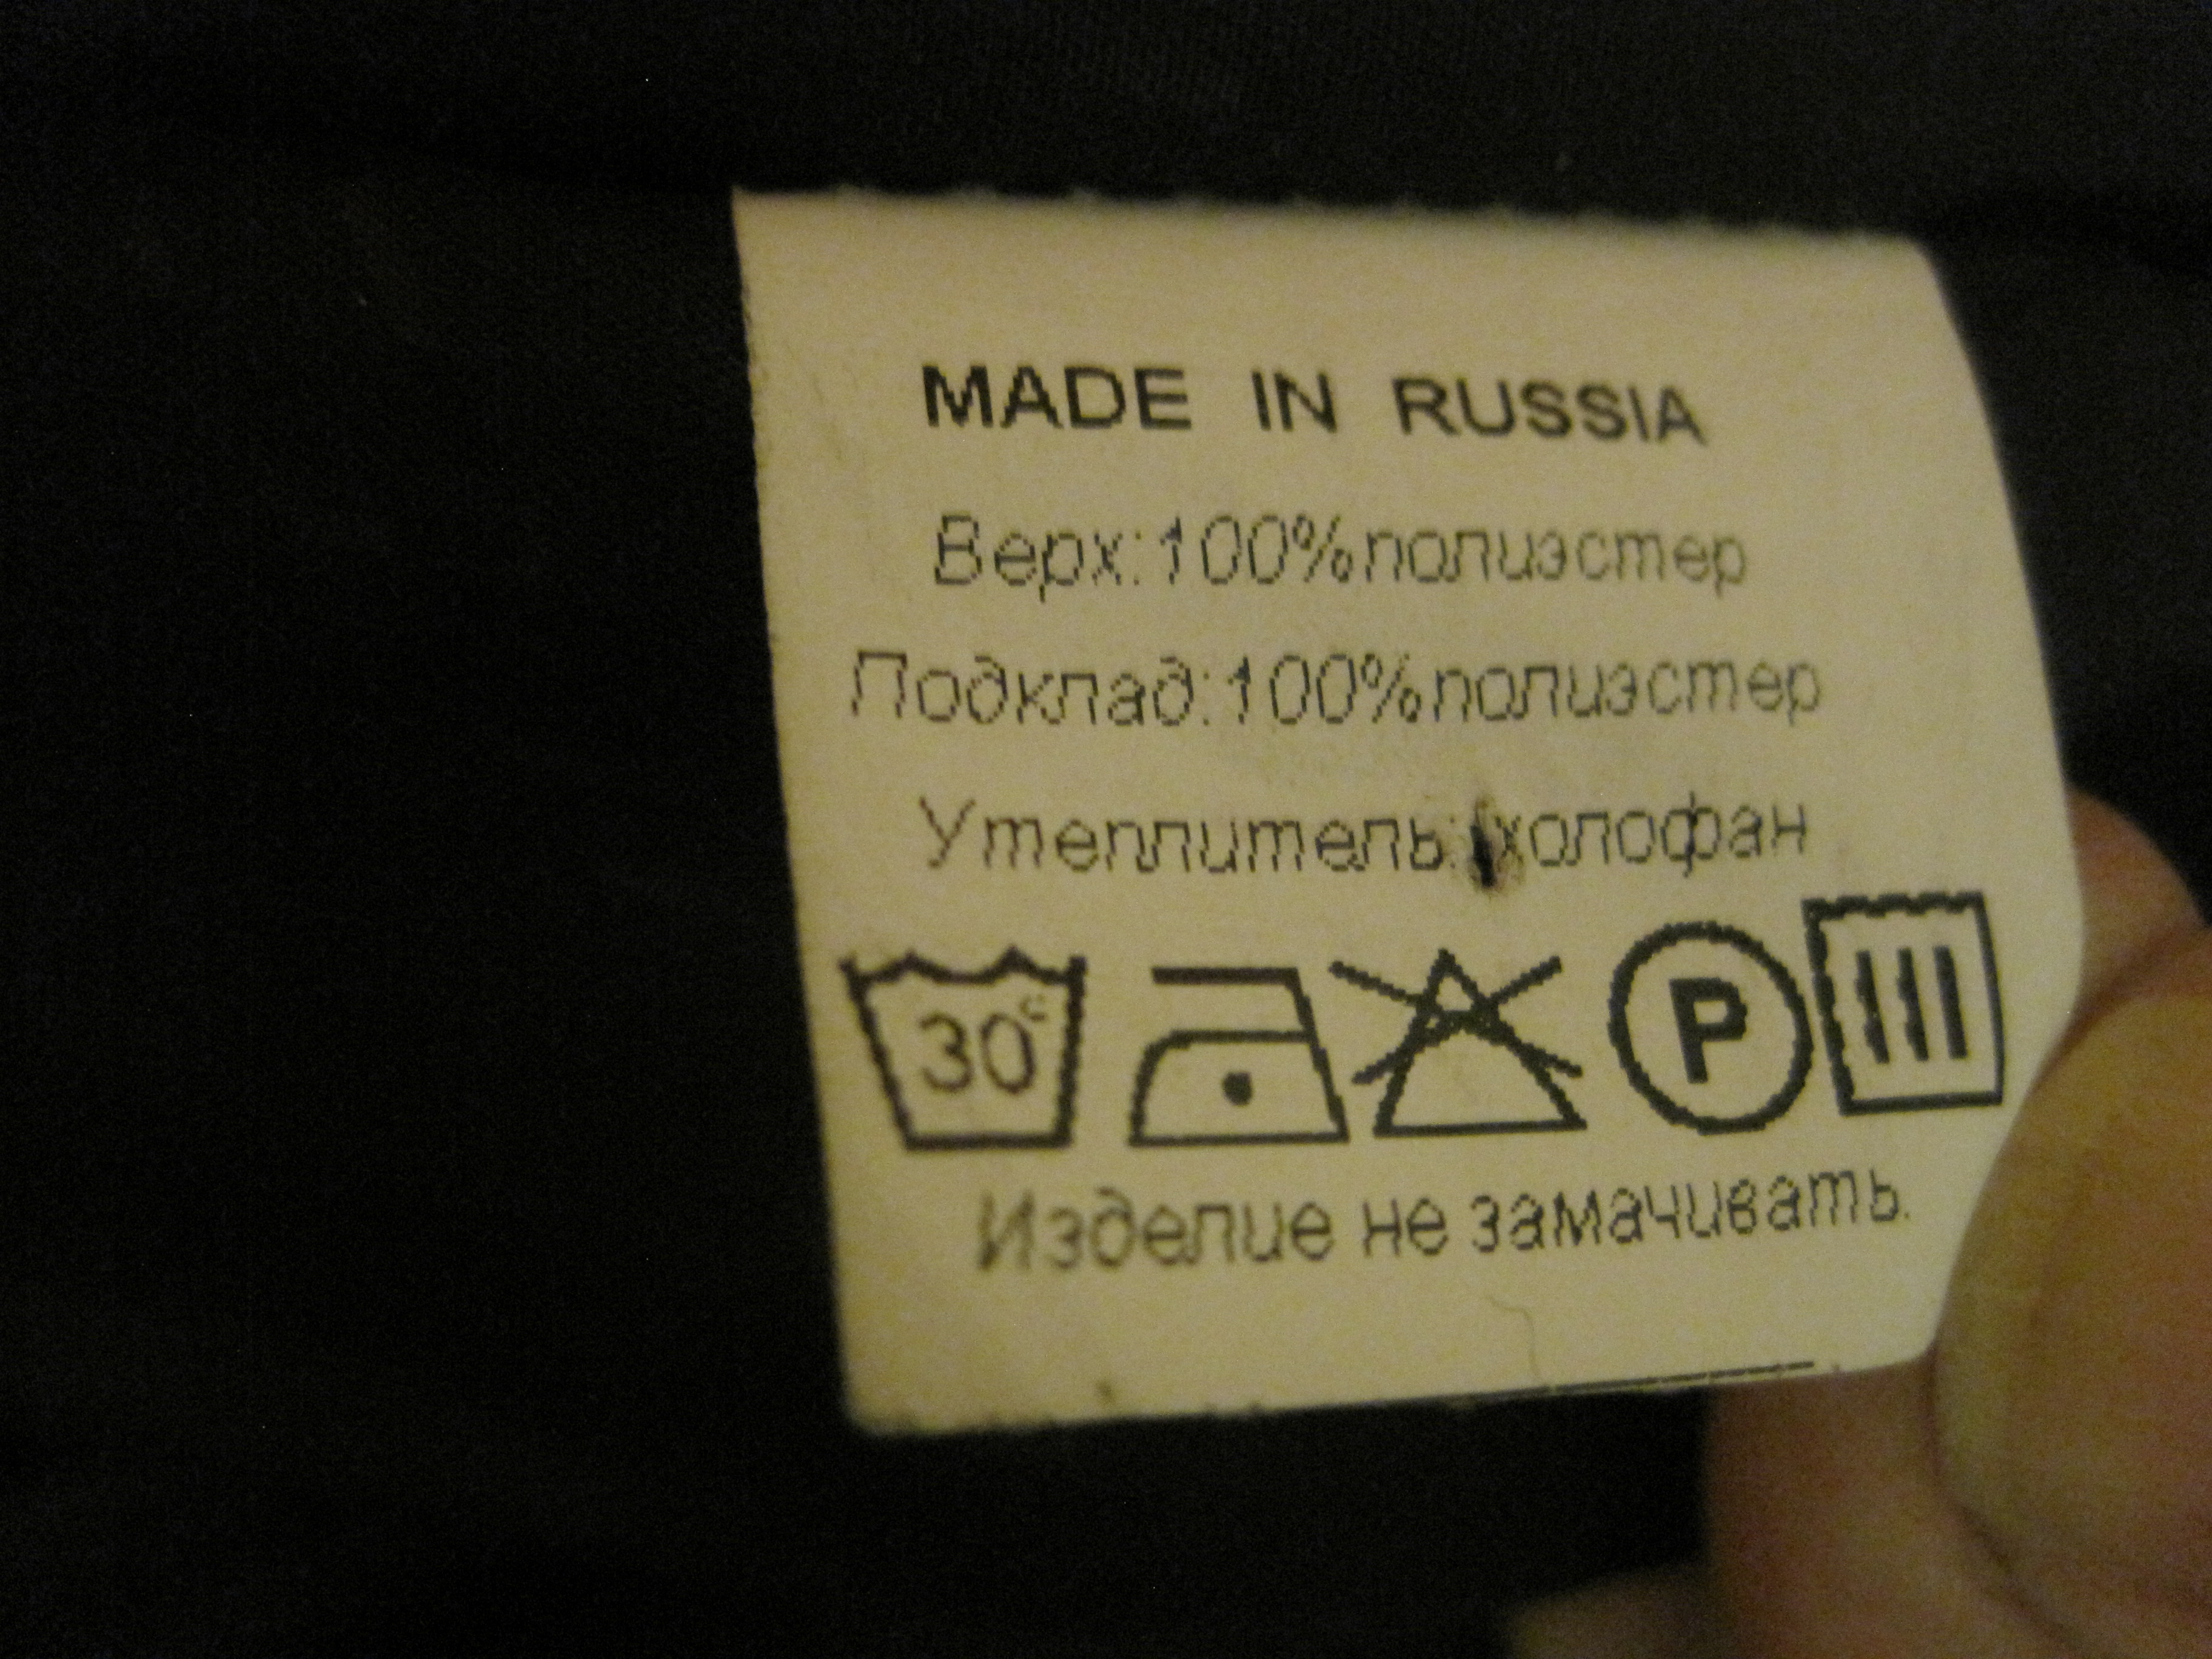 MADE IN RUSSIA
Верх:100%полиэстер
Подклад:100%полиэстер
Утеплитель: холофан
30°C
P
Изделие не замачивать.